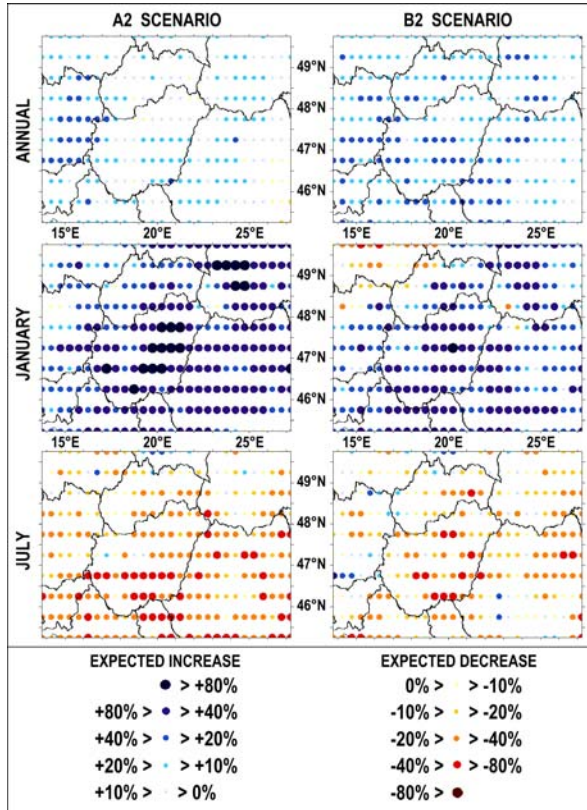 A2 SCENARIO B2 SCENARIO
ANNUAL
49°N
48°N
47°N
46°N
15°E 20°E 25°E 15°E 20°E 25°E
JANUARY
49°N
48°N
47°N
46°N
15°E 20°E 25°E 15°E 20°E 25°E
JULY
49°N
48°N
47°N
46°N
EXPECTED INCREASE EXPECTED DECREASE
> +80% 0% > > -10%
+80% > > +40% -10% > > -20%
+40% > > +20% -20% > > -40%
+20% > > +10% -40% > > -80%
+10% > > 0% -80% >